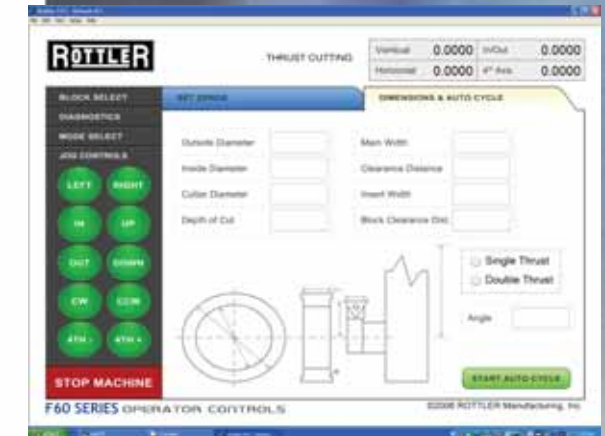 ROTTLER
THRUST CUTTING
Vertical 0.0000 In/Out 0.0000
Horizontal 0.0000 4th Axis 0.0000
BLOCK SELECT
DIAGNOSTICS
MODE SELECT
JOG CONTROLS
SET ZEROS
DIMENSIONS & AUTO CYCLE
Outside Diameter
Inside Diameter
Cutter Diameter
Depth of Cut
Main Width
Clearance Distance
Insert Width
Block Clearance Dist.
LEFT RIGHT
IN UP
OUT DOWN
CW CCW
4TH - 4TH +
Single Thrust
Double Thrust
Angle
STOP MACHINE
START AUTO CYCLE
F60 SERIES OPERATOR CONTROLS
©2006 ROTTLER Manufacturing, Inc.